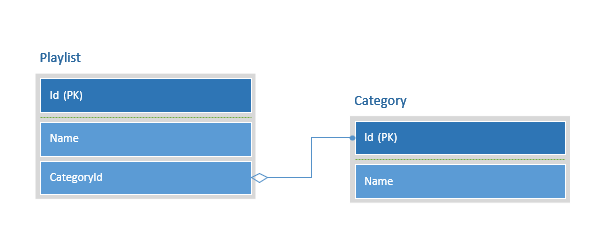 Playlist
Id (PK)
Name
CategoryId
Category
Id (PK)
Name